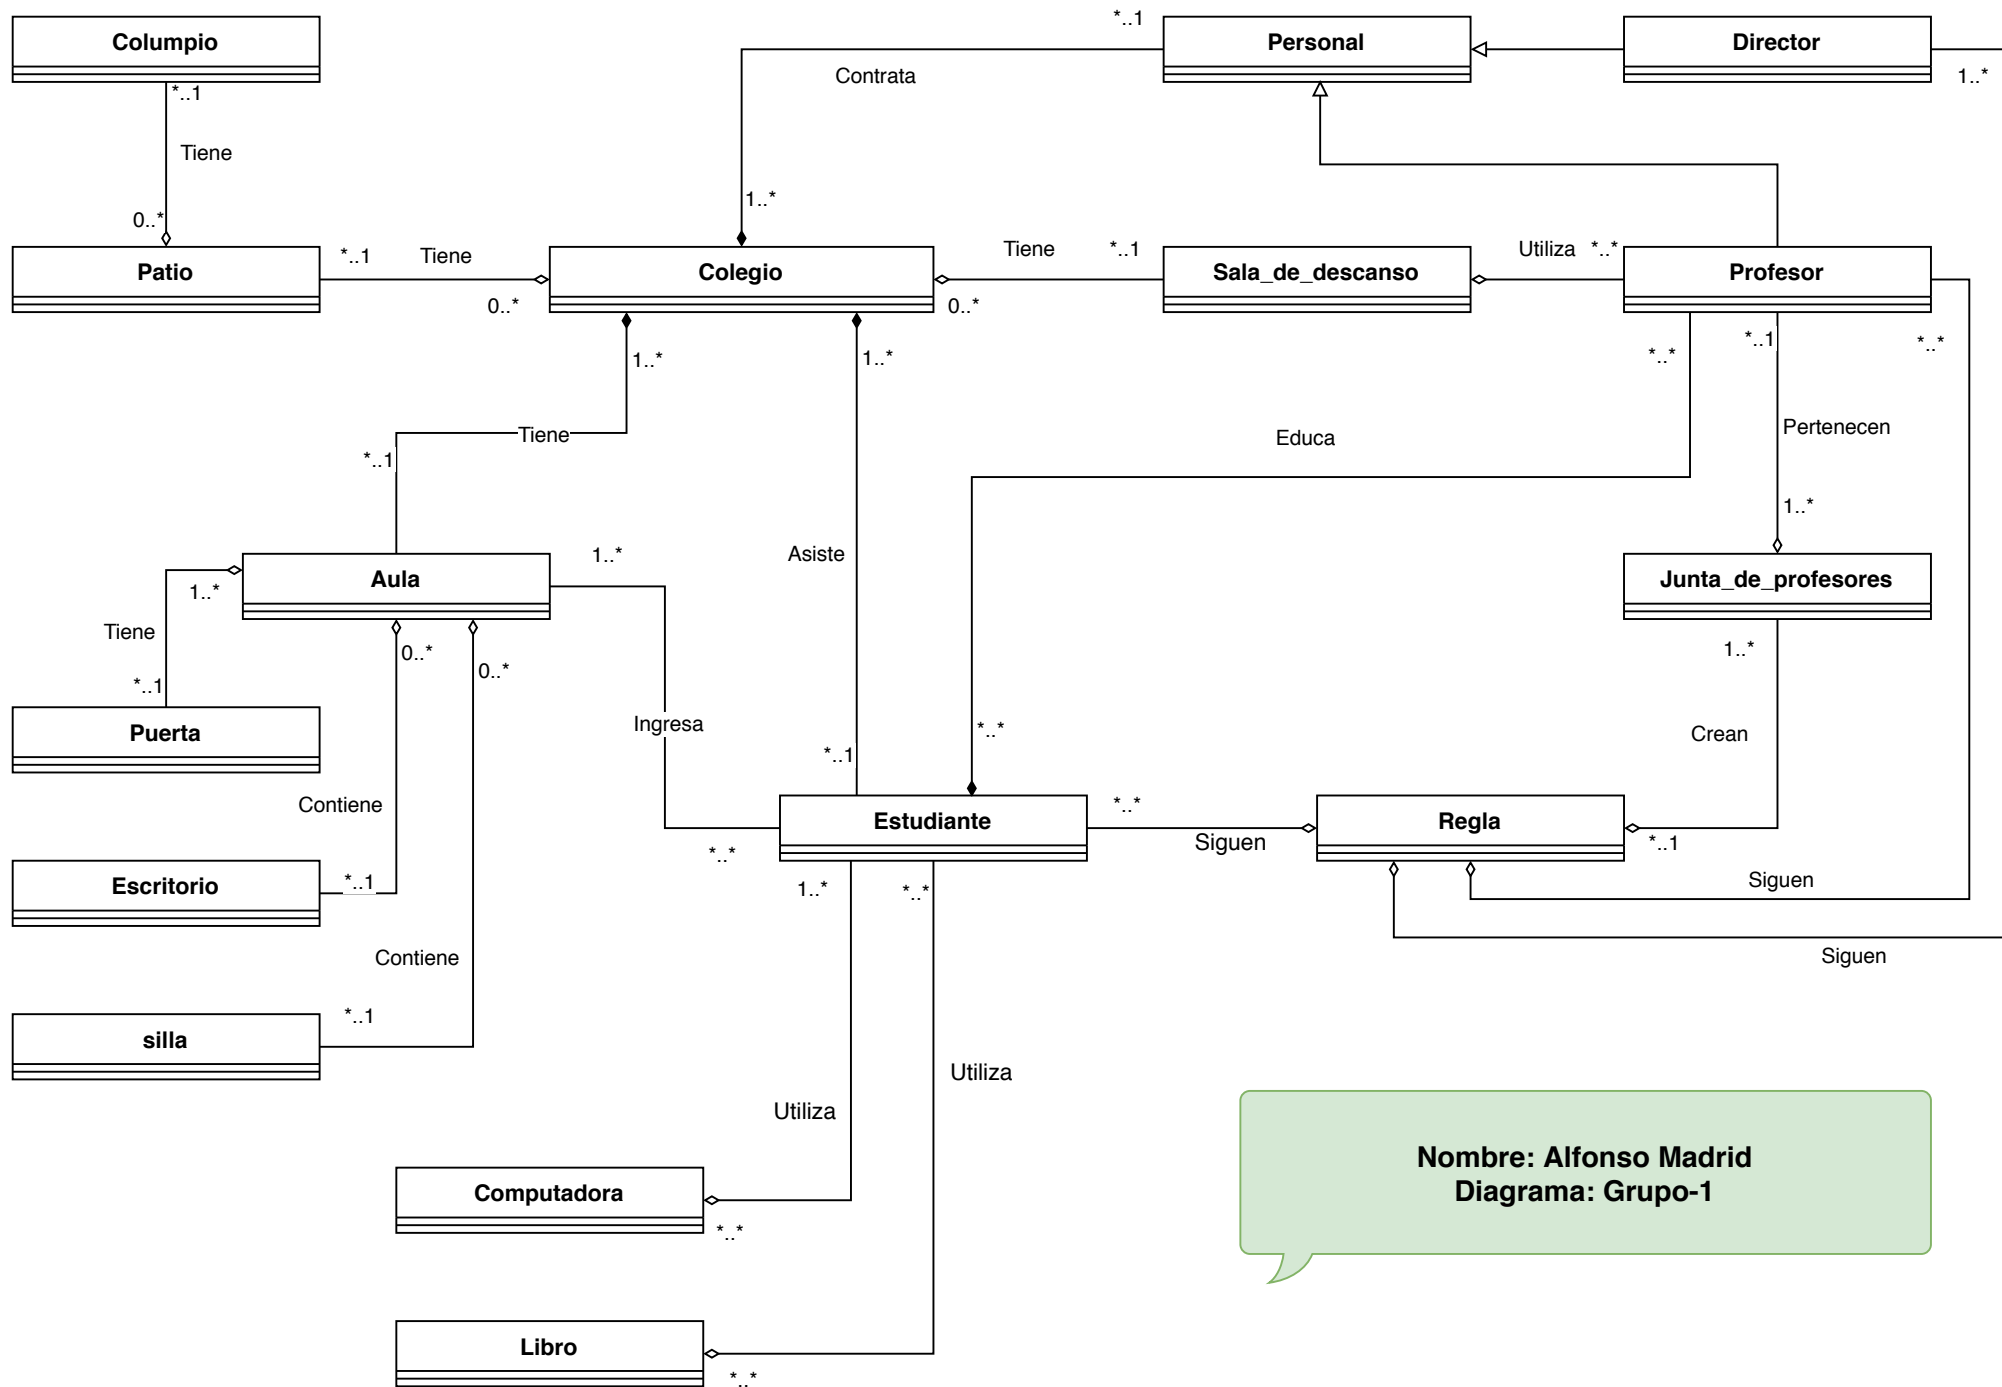 *..1
Columpio
Personal
Director
Contrata
1..*
*..1
Tiene
1..*
0..*
*..1
Tiene
Tiene
*..1
Utiliza
*..*
Patio
Colegio
Sala_de_descanso
Profesor
0..*
0..*
1..*
1..*
*..*
*..1
*..*
Tiene
Educa
Pertenecen
*..1
1..*
1..*
Asiste
Aula
Junta_de_profesores
1..*
Tiene
0..*
0..*
1..*
*..1
Puerta
Ingresa
*..*
Crean
*..1
Contiene
*..*
Estudiante
Regla
*..*
Siguen
*..1
Escritorio
*..1
1..*
*..*
Siguen
Contiene
Siguen
*..1
silla
Utiliza
Utiliza
Nombre: Alfonso Madrid
Diagrama: Grupo-1
Computadora
*..*
Libro
*..*